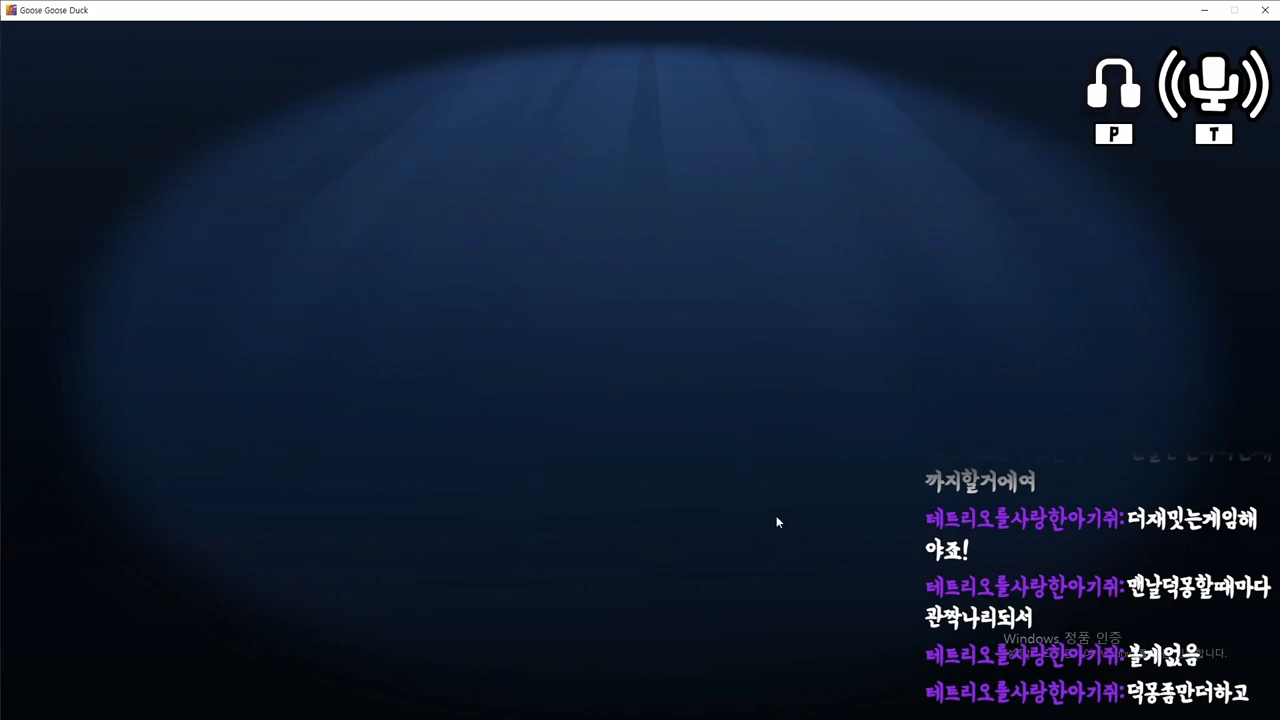 Goose Goose Duck
P
T
까지할거에여
테트리오를사랑한아기쥐: 더재밋는게임해
야죠!
테트리오를사랑한아기쥐: 맨날덕몽할때마다
관짝나리되서
Windows 정품 인증
테트리오를사랑한아기쥐: 볼게없음
테트리오를사랑한아기쥐: 덕몽좀만더하고